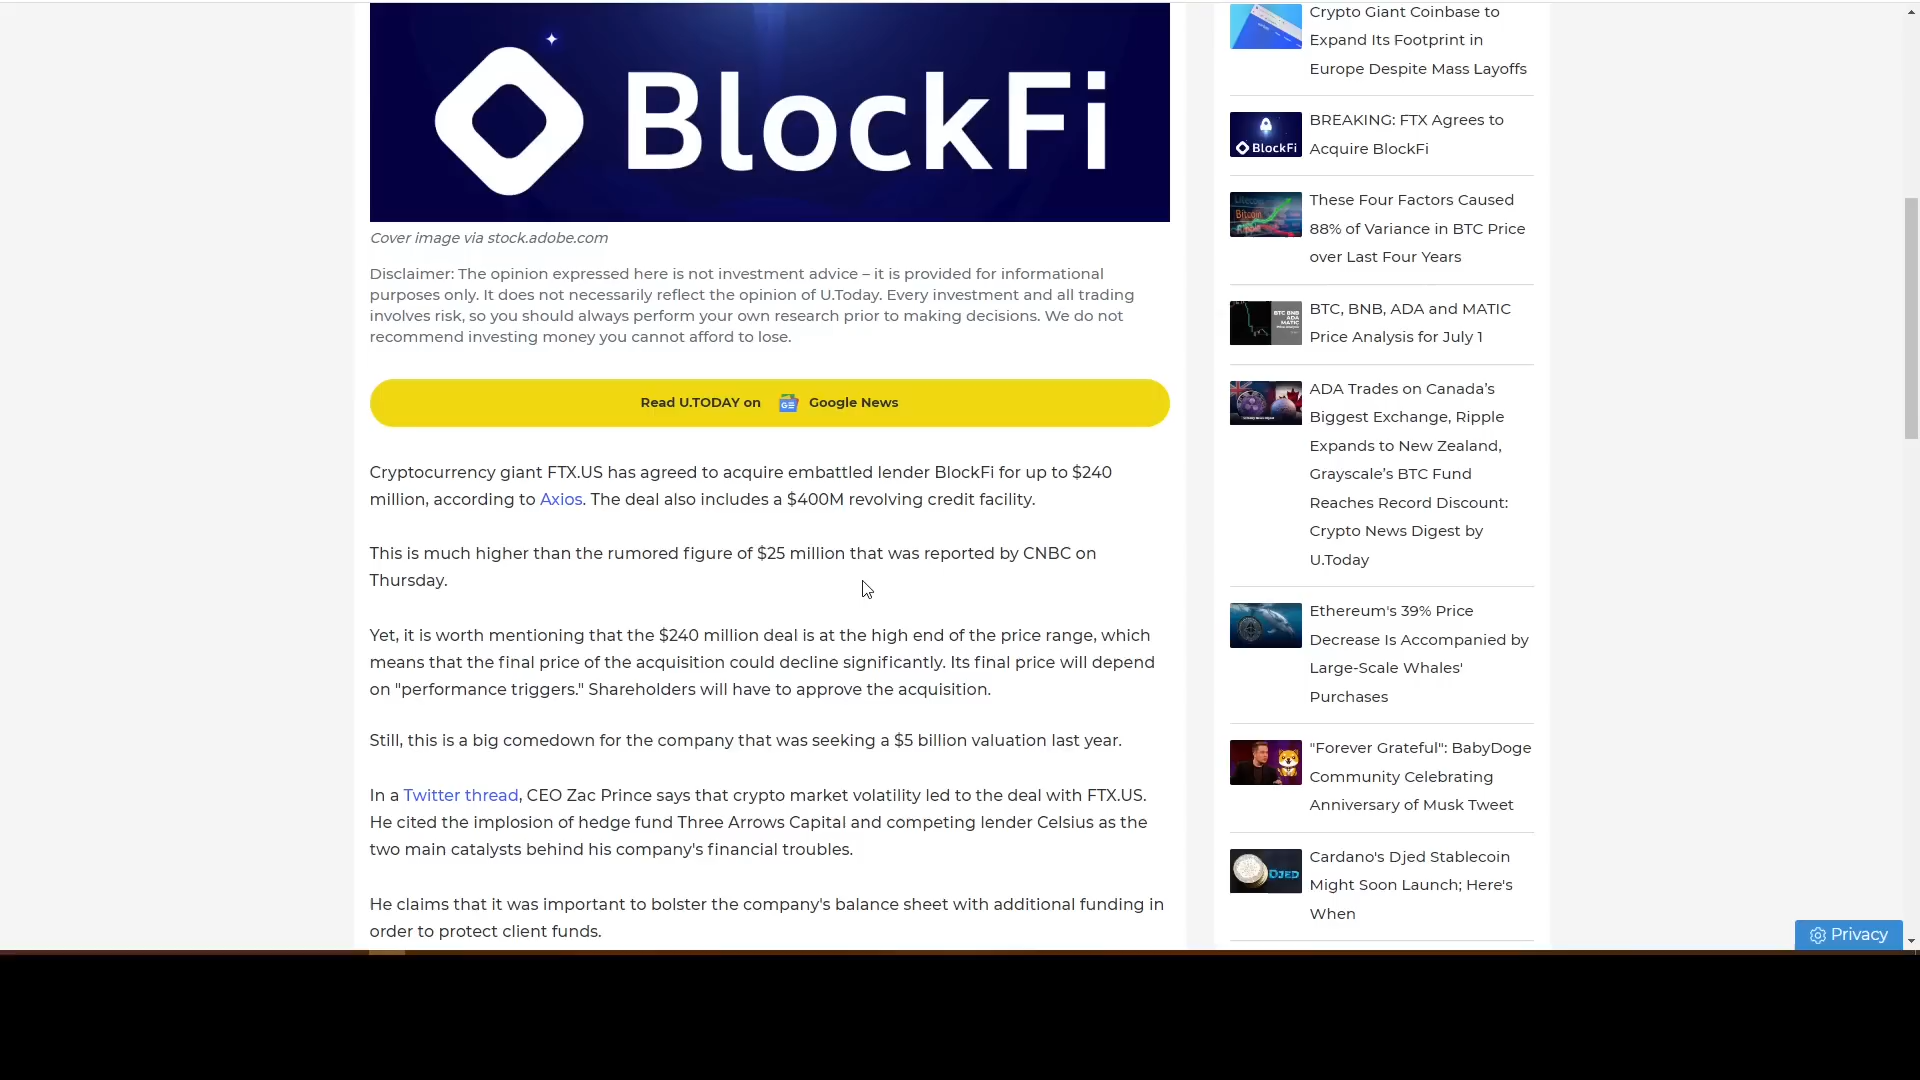 BlockFi
Cover image via stock.adobe.com
Disclaimer: The opinion expressed here is not investment advice – it is provided for informational
purposes only. It does not necessarily reflect the opinion of U.Today. Every investment and all trading
involves risk, so you should always perform your own research prior to making decisions. We do not
recommend investing money you cannot afford to lose.
Read U.TODAY on Google News
Cryptocurrency giant FTX.US has agreed to acquire embattled lender BlockFi for up to $240
million, according to Axios. The deal also includes a $400M revolving credit facility.
This is much higher than the rumored figure of $25 million that was reported by CNBC on
Thursday.
Yet, it is worth mentioning that the $240 million deal is at the high end of the price range, which
means that the final price of the acquisition could decline significantly. Its final price will depend
on "performance triggers." Shareholders will have to approve the acquisition.
Still, this is a big comedown for the company that was seeking a $5 billion valuation last year.
In a Twitter thread, CEO Zac Prince says that crypto market volatility led to the deal with FTX.US.
He cited the implosion of hedge fund Three Arrows Capital and competing lender Celsius as the
two main catalysts behind his company's financial troubles.
He claims that it was important to bolster the company's balance sheet with additional funding in
order to protect client funds.
Crypto Giant Coinbase to
Expand Its Footprint in
Europe Despite Mass Layoffs
BlockFi
BREAKING: FTX Agrees to
Acquire BlockFi
Litecoin
Bitcoin
Ripple
These Four Factors Caused
88% of Variance in BTC Price
over Last Four Years
BTC BNB
ADA
MATIC
BTC, BNB, ADA and MATIC
Price Analysis for July 1
ADA Trades on Canada's
Biggest Exchange, Ripple
Expands to New Zealand,
Grayscale's BTC Fund
Reaches Record Discount:
Crypto News Digest by
U.Today
Ethereum's 39% Price
Decrease Is Accompanied by
Large-Scale Whales'
Purchases
"Forever Grateful": BabyDoge
Community Celebrating
Anniversary of Musk Tweet
DJED
Cardano's Djed Stablecoin
Might Soon Launch; Here's
When
Privacy